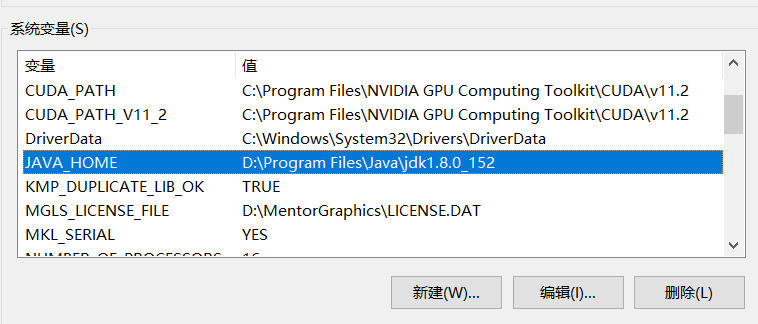 系统变量(S)
变量 值
CUDA_PATH C:\Program Files\NVIDIA GPU Computing Toolkit\CUDA\v11.2
CUDA_PATH_V11_2 C:\Program Files\NVIDIA GPU Computing Toolkit\CUDA\v11.2
DriverData C:\Windows\System32\Drivers\DriverData
JAVA_HOME D:\Program Files\Java\jdk1.8.0_152
KMP_DUPLICATE_LIB_OK TRUE
MGLS_LICENSE_FILE D:\MentorGraphics\LICENSE.DAT
MKL_SERIAL YES
NUMBER_OF_PROCESSORS 16
新建(W)... 编辑(I)... 删除(L)